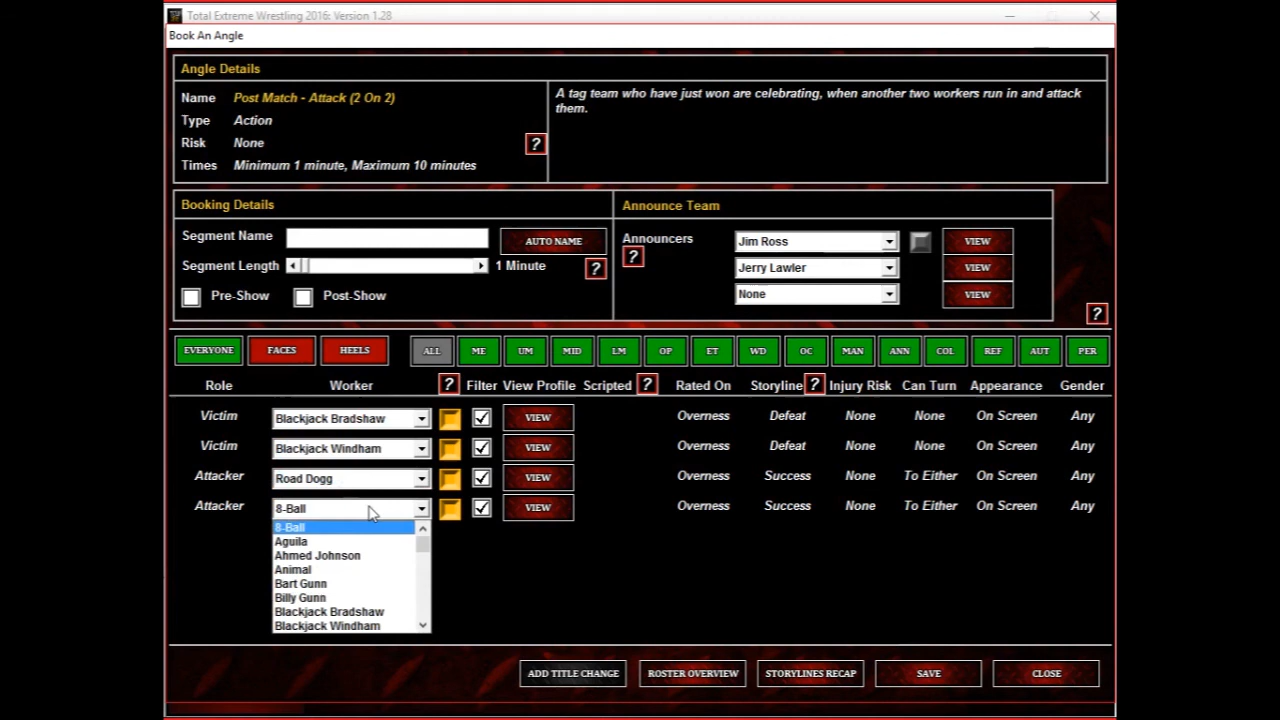 Total Extreme Wrestling 2016: Version 1.28
Book An Angle
Angle Details
Name Post Match - Attack (2 On 2)
Type Action
Risk None
?
Times Minimum 1 minute, Maximum 10 minutes
A tag team who have just won are celebrating, when another two workers run in and attack
them.
Booking Details
Segment Name AUTO NAME
Segment Length 1 Minute ?
Pre-Show Post-Show
Announce Team
Announcers Jim Ross VIEW
? Jerry Lawler VIEW
None VIEW
?
EVERYONE FACES HEELS ALL ME UM MID LM OP ET WD OC MAN ANN COL REF AUT PER
Role Worker ? Filter View Profile Scripted ? Rated On Storyline ? Injury Risk Can Turn Appearance Gender
Victim Blackjack Bradshaw VIEW Overness Defeat None None On Screen Any
Victim Blackjack Windham VIEW Overness Defeat None None On Screen Any
Attacker Road Dogg VIEW Overness Success None To Either On Screen Any
Attacker 8-Ball VIEW Overness Success None To Either On Screen Any
8-Ball
Aguila
Ahmed Johnson
Animal
Bart Gunn
Billy Gunn
Blackjack Bradshaw
Blackjack Windham
ADD TITLE CHANGE ROSTER OVERVIEW STORYLINES RECAP SAVE CLOSE